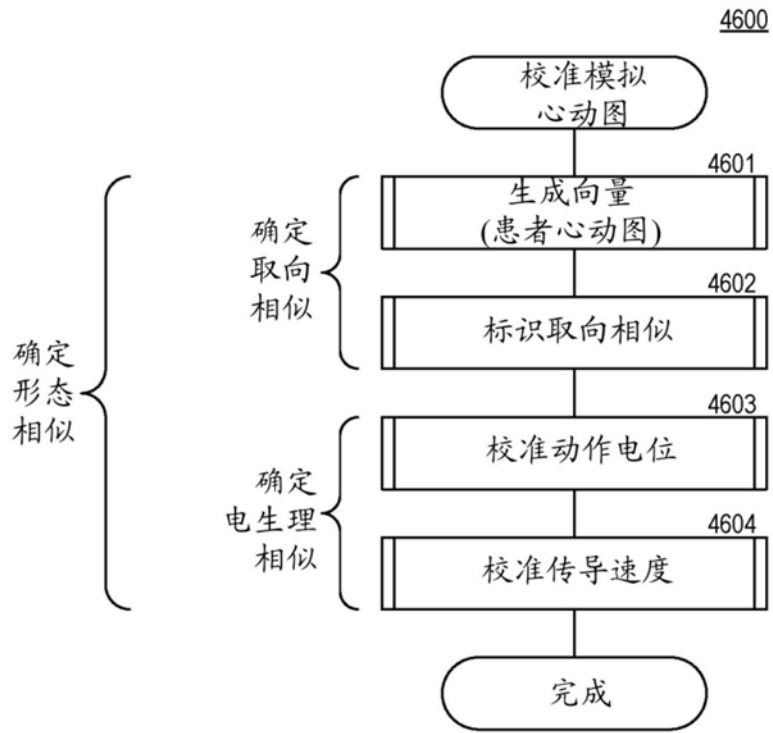 4600
校准模拟
心动图
4601
生成向量
(患者心动图)
确定
取向
相似
4602
标识取向相似
确定
形态
相似
4603
校准动作电位
确定
电生理
相似
4604
校准传导速度
完成